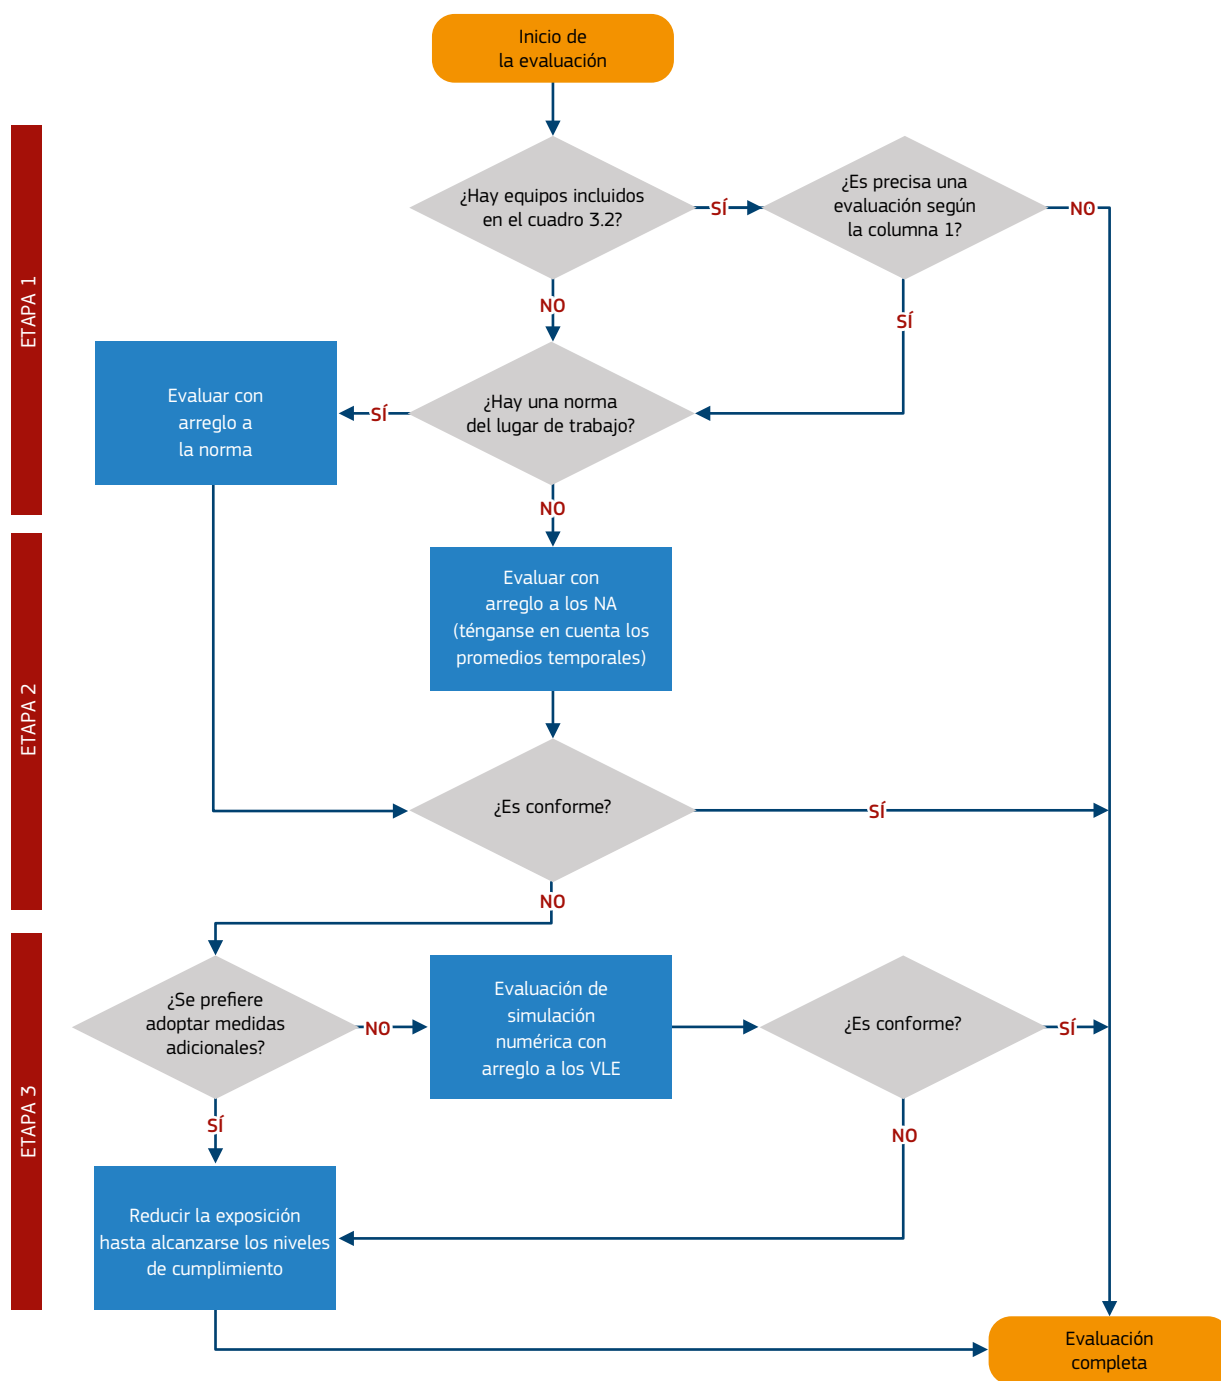 Inicio de
la evaluación
ETAPA 1
¿Hay equipos incluidos
en el cuadro 3.2?
SÍ
¿Es precisa una
evaluación según
la columna 1?
NO
NO
SÍ
Evaluar con
arreglo a
la norma
SÍ
¿Hay una norma
del lugar de trabajo?
NO
ETAPA 2
Evaluar con
arreglo a los NA
(ténganse en cuenta los
promedios temporales)
¿Es conforme?
SÍ
NO
ETAPA 3
¿Se prefiere
adoptar medidas
adicionales?
NO
Evaluación de
simulación
numérica con
arreglo a los VLE
¿Es conforme?
SÍ
SÍ
NO
Reducir la exposición
hasta alcanzarse los niveles
de cumplimiento
Evaluación
completa